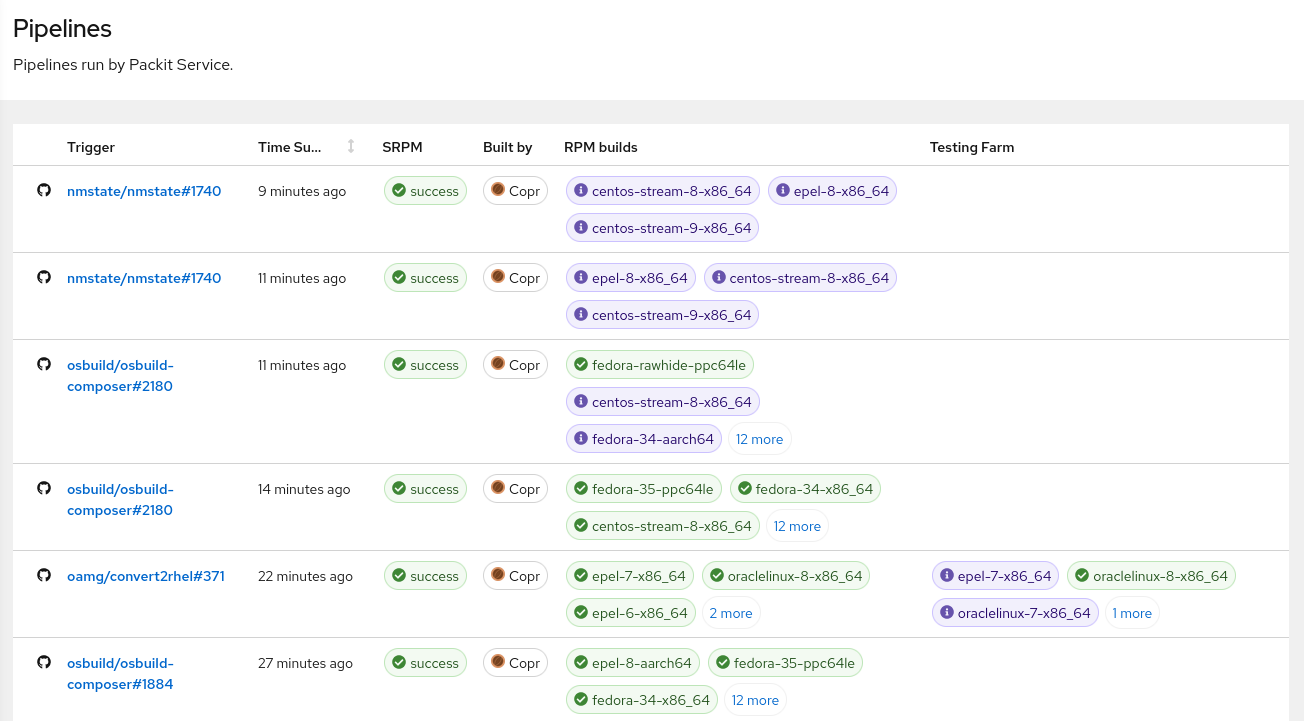 Pipelines
Pipelines run by Packit Service.
Trigger Time Su... SRPM Built by RPM builds Testing Farm
nmstate/nmstate#1740 9 minutes ago success Copr centos-stream-8-x86_64 epel-8-x86_64
centos-stream-9-x86_64
nmstate/nmstate#1740 11 minutes ago success Copr epel-8-x86_64 centos-stream-8-x86_64
centos-stream-9-x86_64
osbuild/osbuild- 11 minutes ago success Copr fedora-rawhide-ppc64le
composer#2180
centos-stream-8-x86_64
fedora-34-aarch64 12 more
osbuild/osbuild- 14 minutes ago success Copr fedora-35-ppc64le fedora-34-x86_64
composer#2180
centos-stream-8-x86_64 12 more
oamg/convert2rhel#371 22 minutes ago success Copr epel-7-x86_64 oraclelinux-8-x86_64 epel-7-x86_64 oraclelinux-8-x86_64
epel-6-x86_64 2 more oraclelinux-7-x86_64 1 more
osbuild/osbuild- 27 minutes ago success Copr epel-8-aarch64 fedora-35-ppc64le
composer#1884
fedora-34-x86_64 12 more